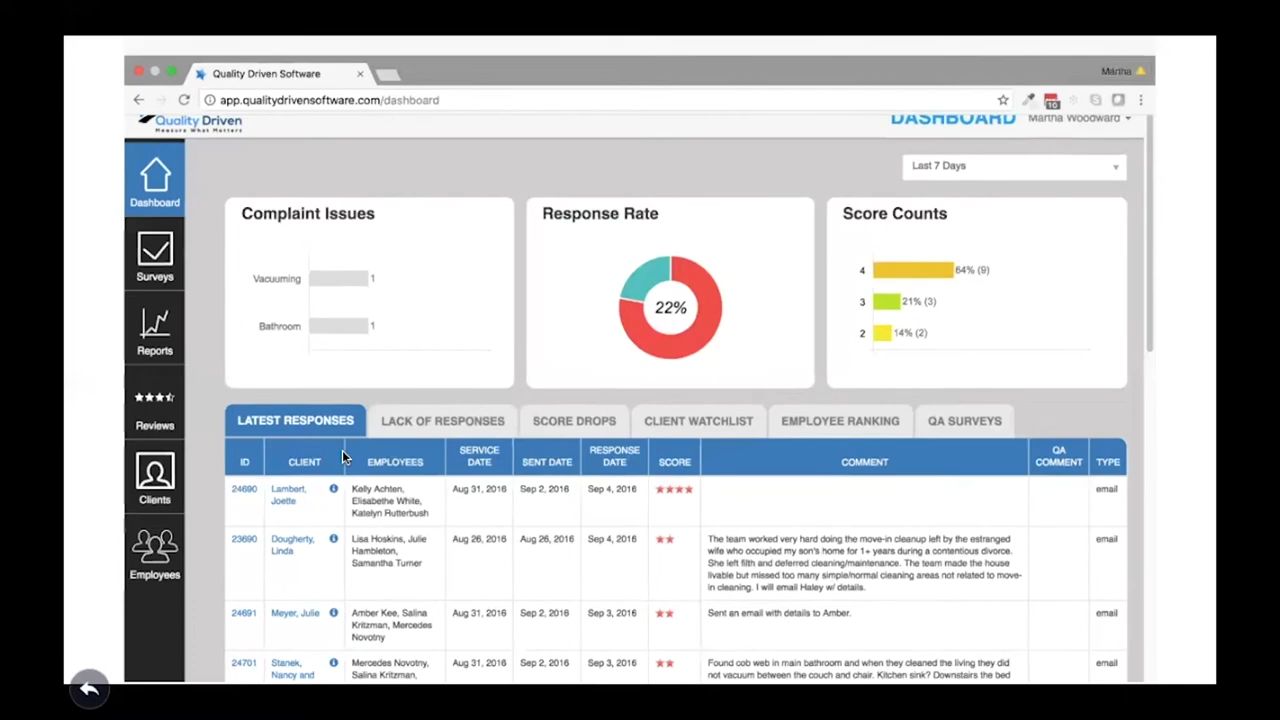 Quality Driven Software
Martha
app.qualitydrivensoftware.com/dashboard
10
Quality Driven
Measure What Matters
DASHBOARD
Martha Woodward
Dashboard
Surveys
Reports
Reviews
Clients
Employees
Last 7 Days
Complaint Issues
Vacuuming 1
Bathroom 1
Response Rate
22%
Score Counts
4 64% (9)
3 21% (3)
2 14% (2)
LATEST RESPONSES LACK OF RESPONSES SCORE DROPS CLIENT WATCHLIST EMPLOYEE RANKING QA SURVEYS
ID CLIENT EMPLOYEES SERVICE DATE SENT DATE RESPONSE DATE SCORE COMMENT QA COMMENT TYPE
24690 Lambert, Kelly Achten, Aug 31, 2016 Sep 2, 2016 Sep 4, 2016 email
Joette Elisabethe White,
Katelyn Rutterbush
23690 Dougherty, Lisa Hoskins, Julie Aug 26, 2016 Aug 26, 2016 Sep 4, 2016 The team worked very hard doing the move-in cleanup left by the estranged email
Linda Hambleton, wife who occupied my son's home for 1+ years during a contentious divorce.
Samantha Turner She left filth and deferred cleaning/maintenance. The team made the house
livable but missed too many simple/normal cleaning areas not related to move-
in cleaning. I will email Haley w/ details.
24691 Meyer, Julie Amber Kee, Salina Aug 31, 2016 Sep 2, 2016 Sep 3, 2016 Sent an email with details to Amber. email
Kritzman, Mercedes
Novotny
24701 Stanek, Mercedes Novotny, Aug 31, 2016 Sep 2, 2016 Sep 3, 2016 Found cob web in main bathroom and when they cleaned the living they did email
Nancy and Salina Kritzman, not vacuum between the couch and chair. Kitchen sink? Downstairs the bed